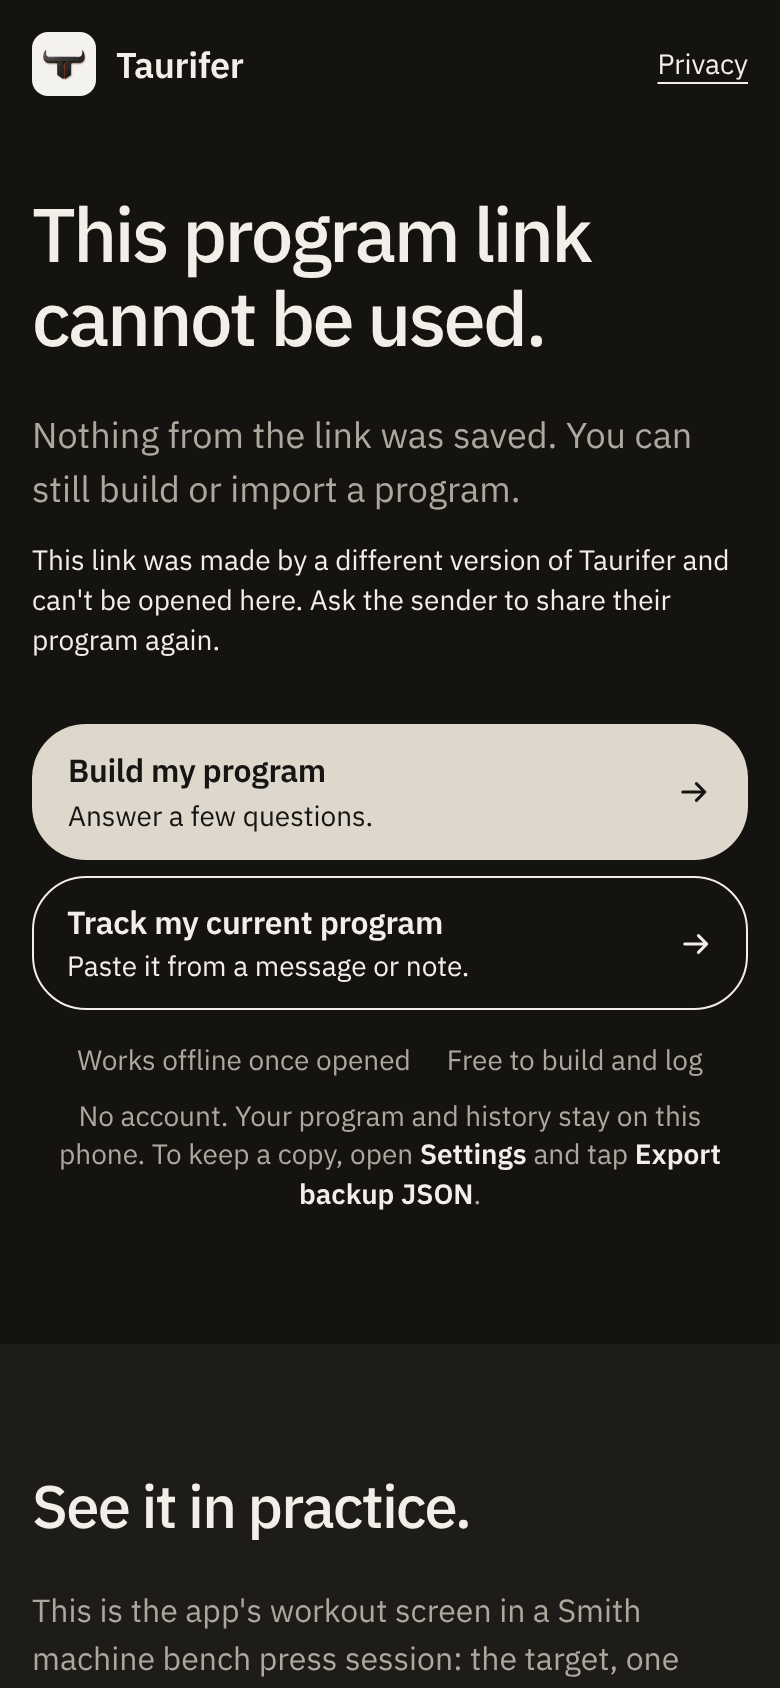 Taurifer
Privacy
This program link
cannot be used.
Nothing from the link was saved. You can
still build or import a program.
This link was made by a different version of Taurifer and
can't be opened here. Ask the sender to share their
program again.
Build my program
Answer a few questions.
Track my current program
Paste it from a message or note.
Works offline once opened
Free to build and log
No account. Your program and history stay on this
phone. To keep a copy, open Settings and tap Export
backup JSON.
See it in practice.
This is the app's workout screen in a Smith
machine bench press session: the target, one